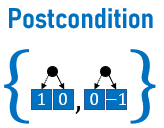 Postcondition
{ 1 0 , 0 −1 }